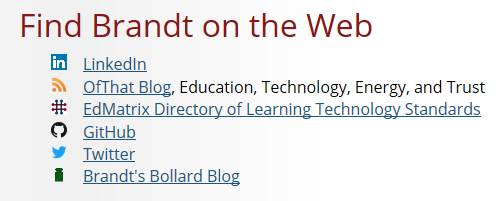 Find Brandt on the Web
LinkedIn
OfThat Blog, Education, Technology, Energy, and Trust
EdMatrix Directory of Learning Technology Standards
GitHub
Twitter
Brandt's Bollard Blog